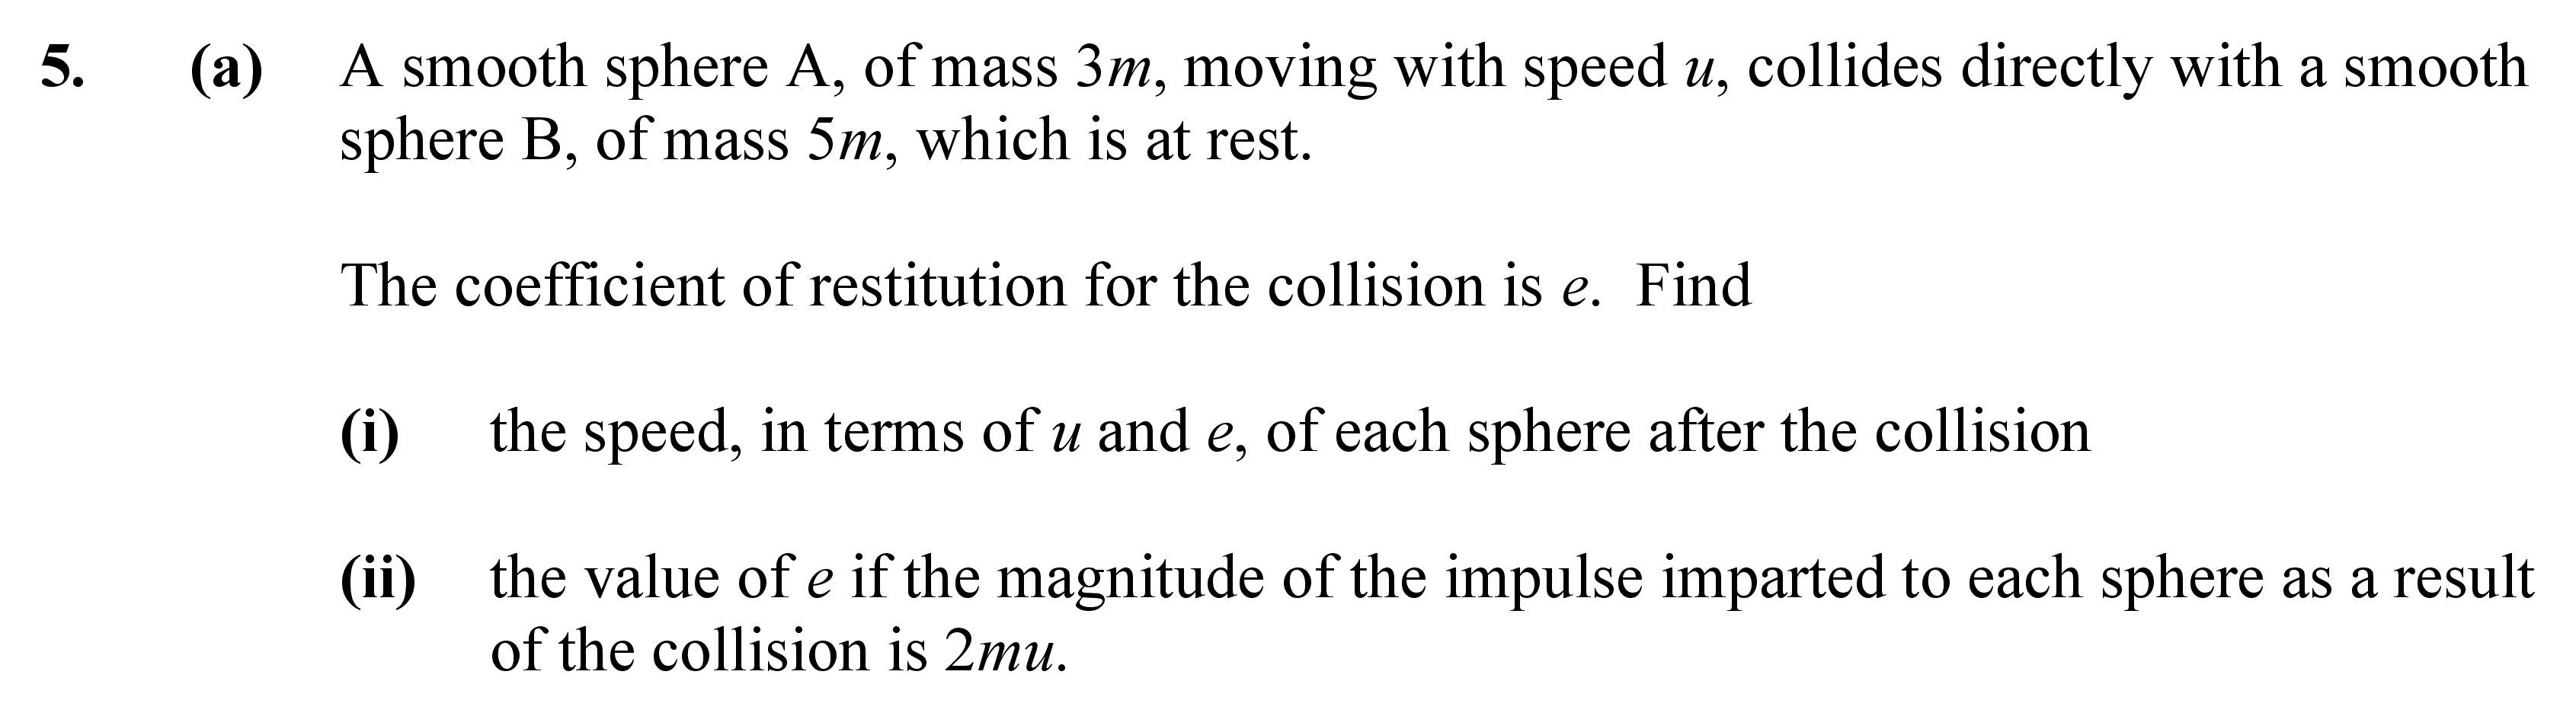 5. (a) A smooth sphere A, of mass 3m, moving with speed u, collides directly with a smooth
sphere B, of mass 5m, which is at rest.
The coefficient of restitution for the collision is e. Find
(i) the speed, in terms of u and e, of each sphere after the collision
(ii) the value of e if the magnitude of the impulse imparted to each sphere as a result
of the collision is 2mu.